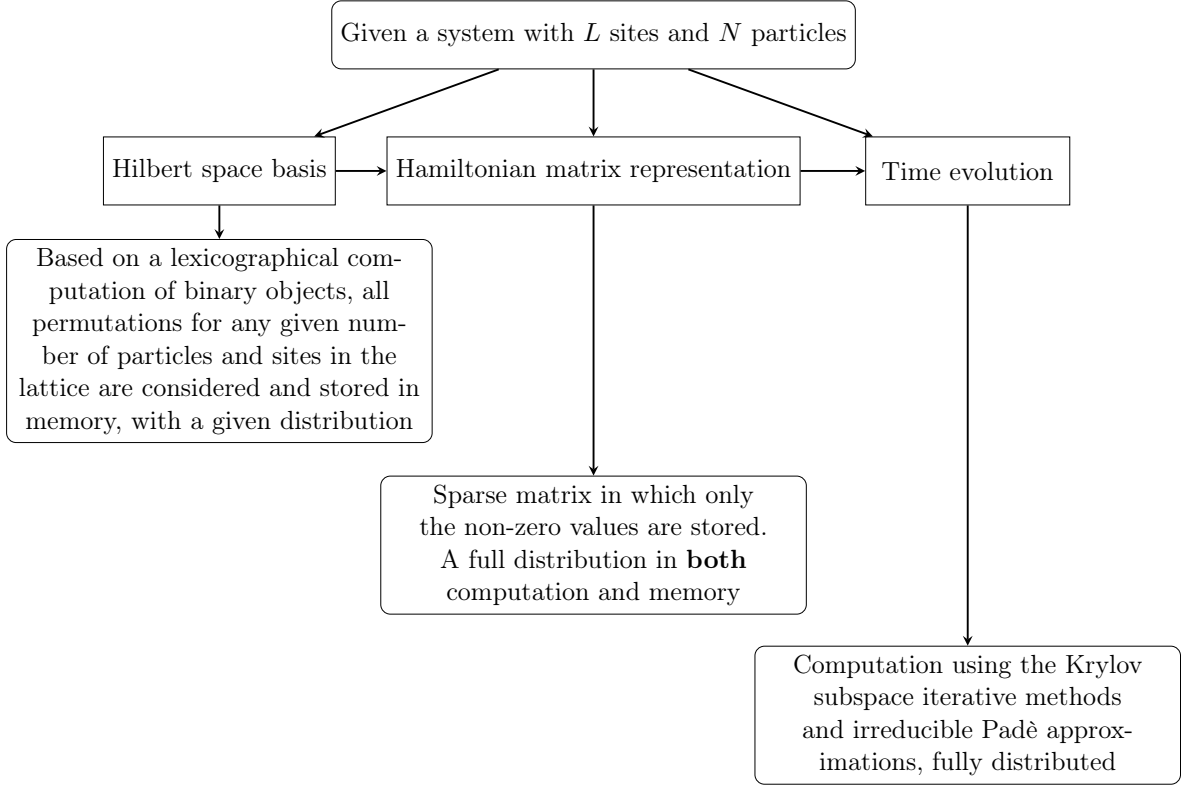 Given a system with L sites and N particles
Hilbert space basis
Hamiltonian matrix representation
Time evolution
Based on a lexicographical com-
putation of binary objects, all
permutations for any given num-
ber of particles and sites in the
lattice are considered and stored in
memory, with a given distribution
Sparse matrix in which only
the non-zero values are stored.
A full distribution in both
computation and memory
Computation using the Krylov
subspace iterative methods
and irreducible Padè approx-
imations, fully distributed